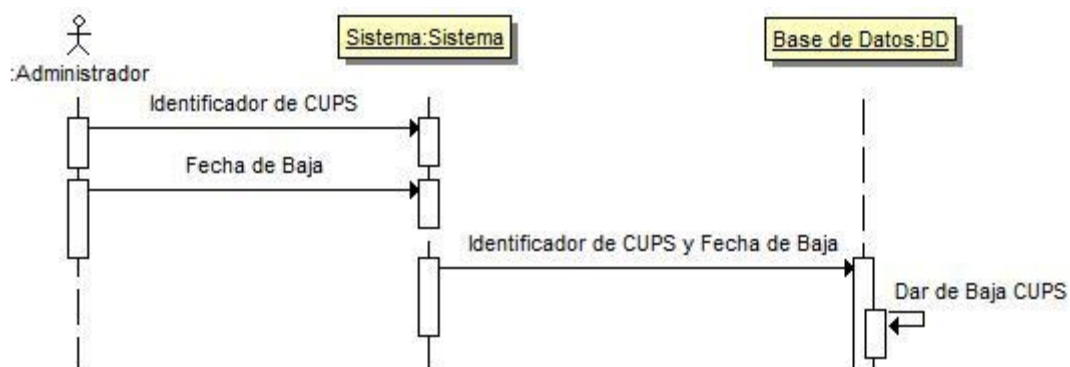 Sistema:Sistema
Base de Datos:BD
:Administrador
Identificador de CUPS
Fecha de Baja
Identificador de CUPS y Fecha de Baja
Dar de Baja CUPS